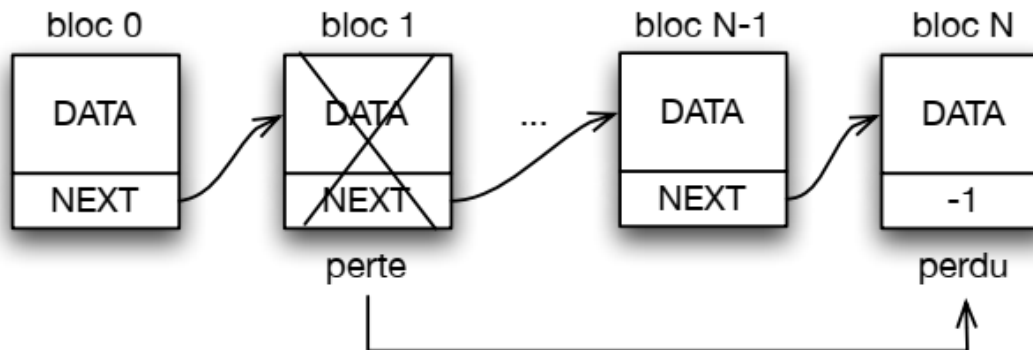 bloc 0
bloc 1
bloc N-1
bloc N
DATA
DATA
...
DATA
DATA
NEXT
NEXT
NEXT
-1
perte
perdu